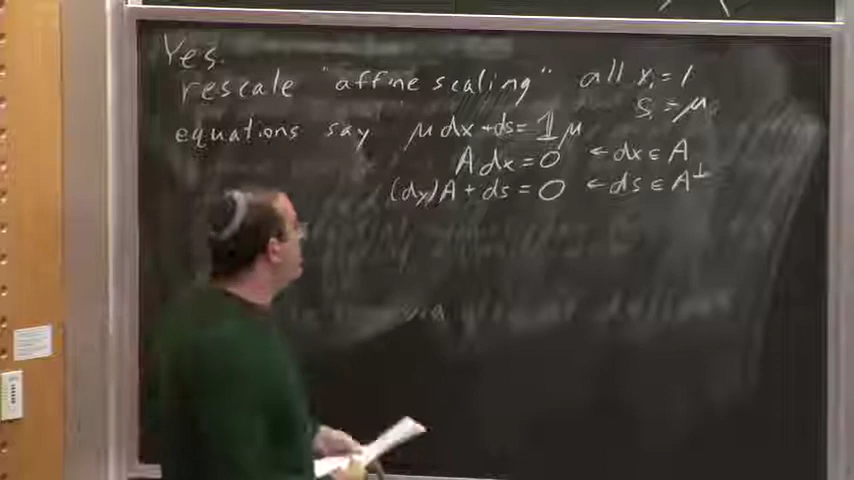 Yes.
rescale "affine scaling" all xᵢ = 1
sᵢ = μ
equations say μ dx + ds = 𝟙 μ
A dx = 0 ← dx ∈ A
(dy)A + ds = 0 ← ds ∈ A⊥
via